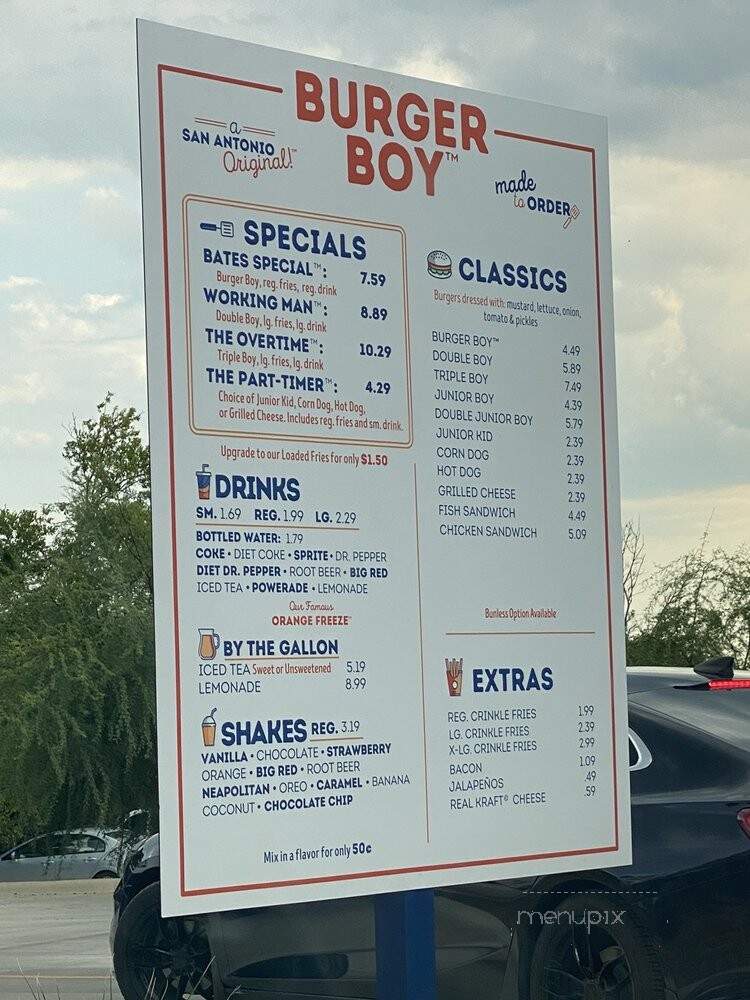 BURGER
BOY™
a
SAN ANTONIO
Original!™
made
to ORDER
SPECIALS
BATES SPECIAL™: 7.59
Burger Boy, reg. fries, reg. drink
WORKING MAN™: 8.89
Double Boy, lg. fries, lg. drink
THE OVERTIME™: 10.29
Triple Boy, lg. fries, lg. drink
THE PART-TIMER™: 4.29
Choice of Junior Kid, Corn Dog, Hot Dog,
or Grilled Cheese. Includes reg. fries and sm. drink.
Upgrade to our Loaded Fries for only $1.50
DRINKS
SM. 1.69 REG. 1.99 LG. 2.29
BOTTLED WATER: 1.79
COKE • DIET COKE • SPRITE • DR. PEPPER
DIET DR. PEPPER • ROOT BEER • BIG RED
ICED TEA • POWERADE • LEMONADE
Our Famous
ORANGE FREEZE™
BY THE GALLON
ICED TEA Sweet or Unsweetened 5.19
LEMONADE 8.99
SHAKES REG. 3.19
VANILLA • CHOCOLATE • STRAWBERRY
ORANGE • BIG RED • ROOT BEER
NEAPOLITAN • OREO • CARAMEL • BANANA
COCONUT • CHOCOLATE CHIP
Mix in a flavor for only 50¢
CLASSICS
Burgers dressed with: mustard, lettuce, onion,
tomato & pickles
BURGER BOY™ 4.49
DOUBLE BOY 5.89
TRIPLE BOY 7.49
JUNIOR BOY 4.39
DOUBLE JUNIOR BOY 5.79
JUNIOR KID 2.39
CORN DOG 2.39
HOT DOG 2.39
GRILLED CHEESE 2.39
FISH SANDWICH 4.49
CHICKEN SANDWICH 5.09
Bunless Option Available
EXTRAS
REG. CRINKLE FRIES 1.99
LG. CRINKLE FRIES 2.39
X-LG. CRINKLE FRIES 2.99
BACON 1.09
JALAPEÑOS .49
REAL KRAFT® CHEESE .59
menupix